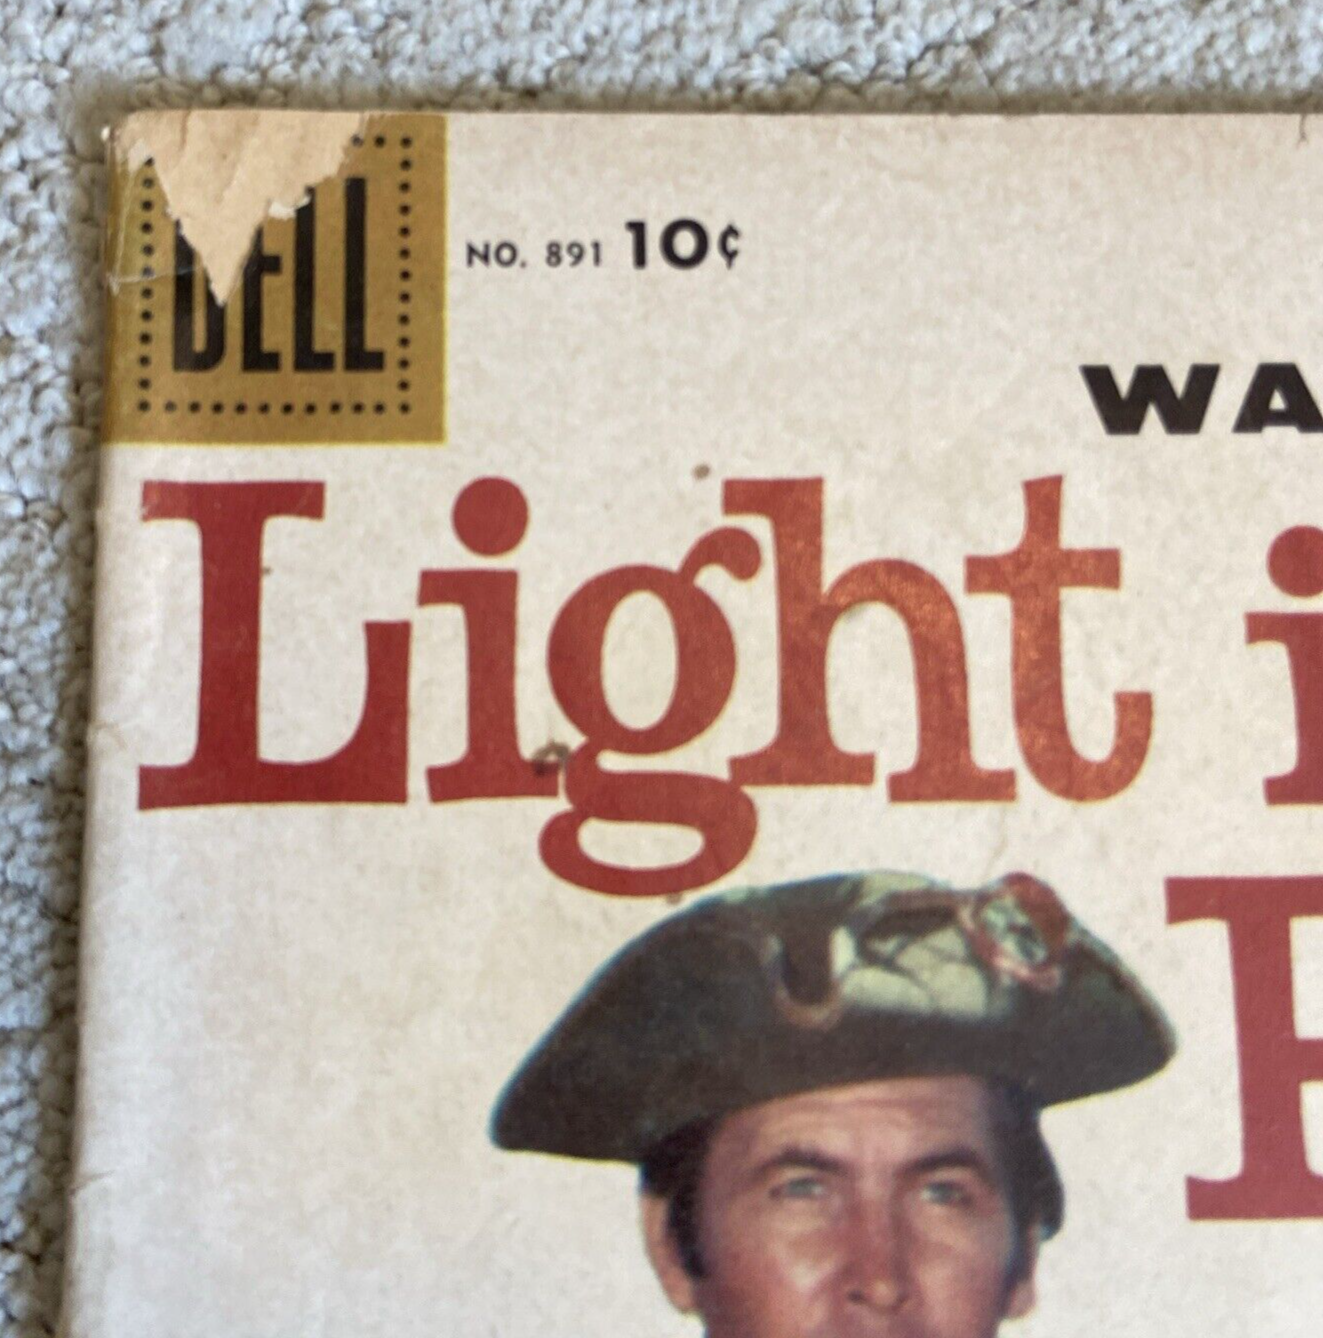 DELL
NO. 891 10¢
WA
Light i